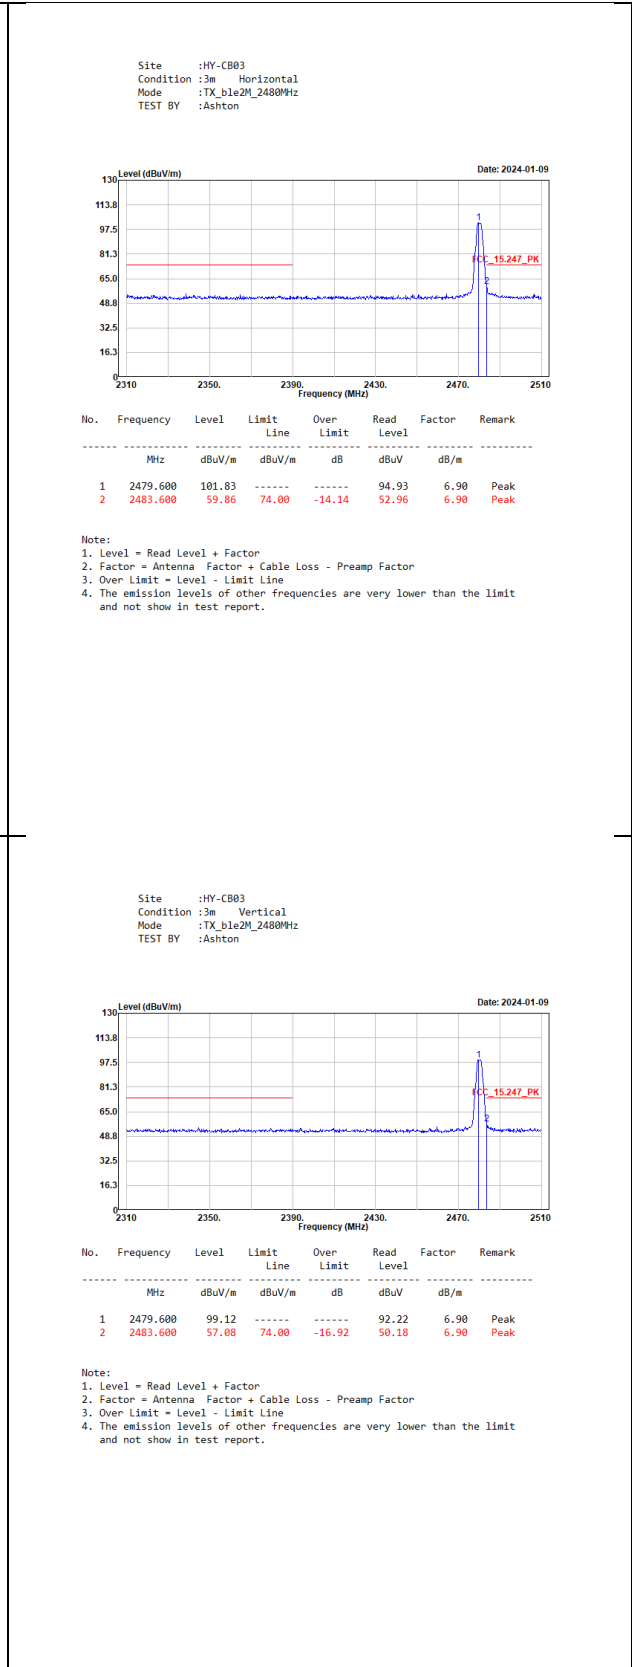 Site      :HY-CB03
Condition :3m    Horizontal
Mode      :TX_ble2M_2480MHz
TEST BY   :Ashton
Level (dBuV/m)
Date: 2024-01-09
130
113.8
97.5
1
81.3
FCC_15.247_PK
65.0
2
48.8
32.5
16.3
0
2310 2350. 2390. 2430. 2470. 2510
Frequency (MHz)
No. Frequency Level Limit Over Read Factor Remark
Line Limit Level
------ ----------- -------- --------- --------- -------- -------- ---------
MHz dBuV/m dBuV/m dB dBuV dB/m
1 2479.600 101.83 ------ ------ 94.93 6.90 Peak
2 2483.600 59.86 74.00 -14.14 52.96 6.90 Peak
Note:
1. Level = Read Level + Factor
2. Factor = Antenna  Factor + Cable Loss - Preamp Factor
3. Over Limit = Level - Limit Line
4. The emission levels of other frequencies are very lower than the limit
and not show in test report.
Site      :HY-CB03
Condition :3m    Vertical
Mode      :TX_ble2M_2480MHz
TEST BY   :Ashton
Level (dBuV/m)
Date: 2024-01-09
130
113.8
97.5
1
81.3
FCC_15.247_PK
65.0
2
48.8
32.5
16.3
0
2310 2350. 2390. 2430. 2470. 2510
Frequency (MHz)
No. Frequency Level Limit Over Read Factor Remark
Line Limit Level
------ ----------- -------- --------- --------- -------- -------- ---------
MHz dBuV/m dBuV/m dB dBuV dB/m
1 2479.600 99.12 ------ ------ 92.22 6.90 Peak
2 2483.600 57.08 74.00 -16.92 50.18 6.90 Peak
Note:
1. Level = Read Level + Factor
2. Factor = Antenna  Factor + Cable Loss - Preamp Factor
3. Over Limit = Level - Limit Line
4. The emission levels of other frequencies are very lower than the limit
and not show in test report.